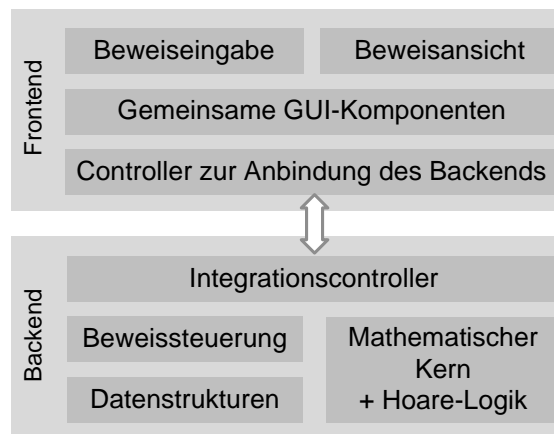 Frontend
Beweiseingabe
Beweisansicht
Gemeinsame GUI-Komponenten
Controller zur Anbindung des Backends
Backend
Integrationscontroller
Beweissteuerung
Datenstrukturen
Mathematischer
Kern
+ Hoare-Logik